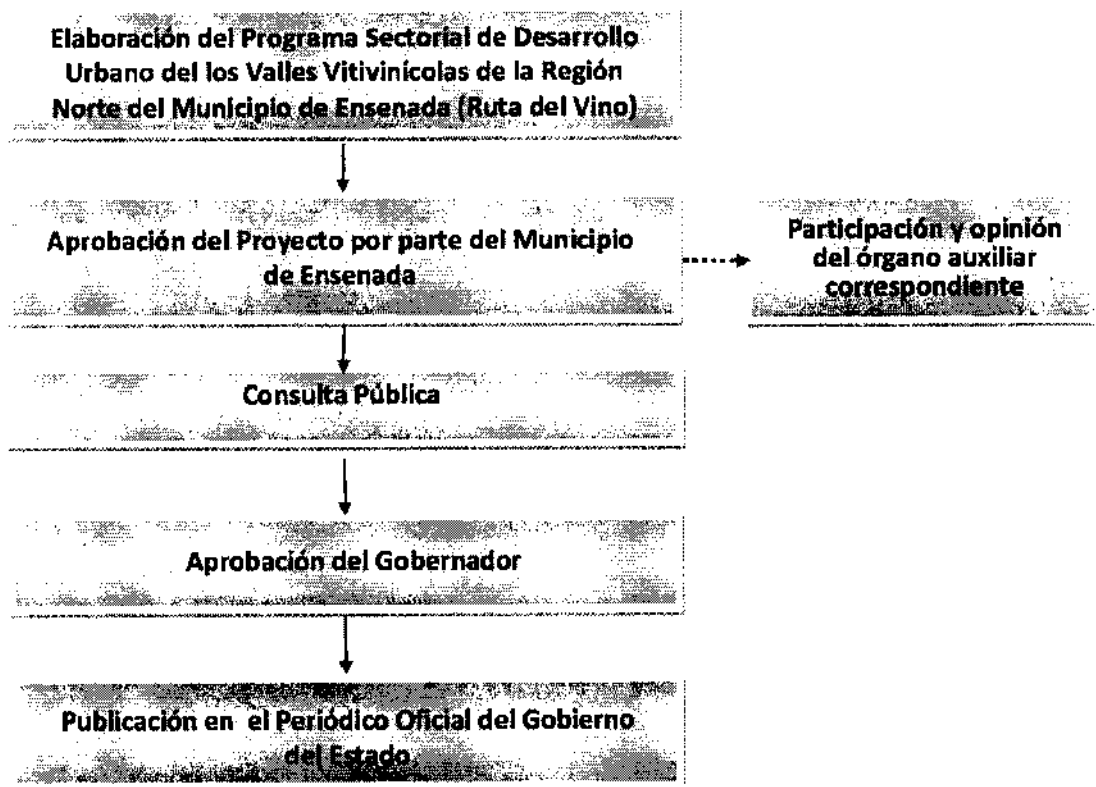 Elaboración del Programa Sectorial de Desarrollo
Urbano del los Valles Vitivinícolas de la Región
Norte del Municipio de Ensenada (Ruta del Vino)
Aprobación del Proyecto por parte del Municipio
de Ensenada
Participación y opinión
del órgano auxiliar
correspondiente
Consulta Pública
Aprobación del Gobernador
Publicación en el Periódico Oficial del Gobierno
del Estado